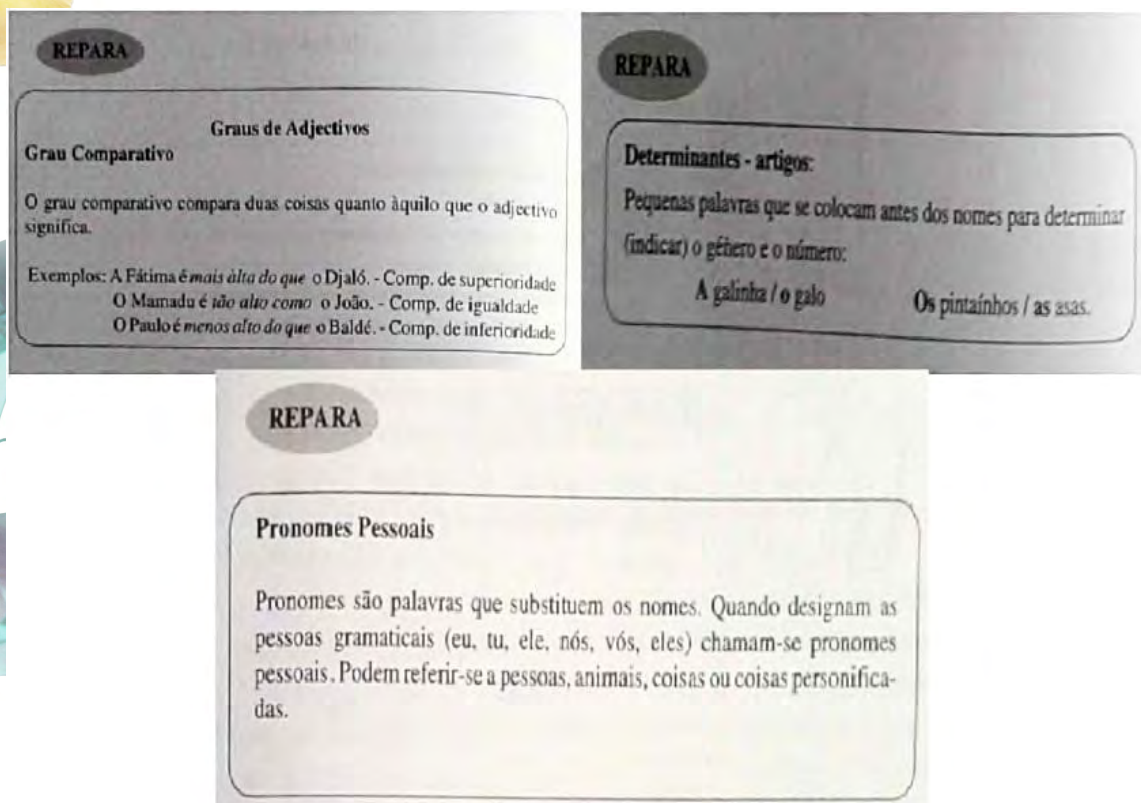 REPARA
Graus de Adjectivos
Grau Comparativo
O grau comparativo compara duas coisas quanto àquilo que o adjectivo
significa.
Exemplos: A Fátima é mais alta do que o Djaló. - Comp. de superioridade
O Mamadu é tão alto como o João. - Comp. de igualdade
O Paulo é menos alto do que o Baldé. - Comp. de inferioridade
REPARA
Determinantes - artigos:
Pequenas palavras que se colocam antes dos nomes para determinar
(indicar) o género e o número:
A galinha / o galo Os pintaínhos / as asas.
REPARA
Pronomes Pessoais
Pronomes são palavras que substituem os nomes. Quando designam as
pessoas gramaticais (eu, tu, ele, nós, vós, eles) chamam-se pronomes
pessoais. Podem referir-se a pessoas, animais, coisas ou coisas personifica-
das.